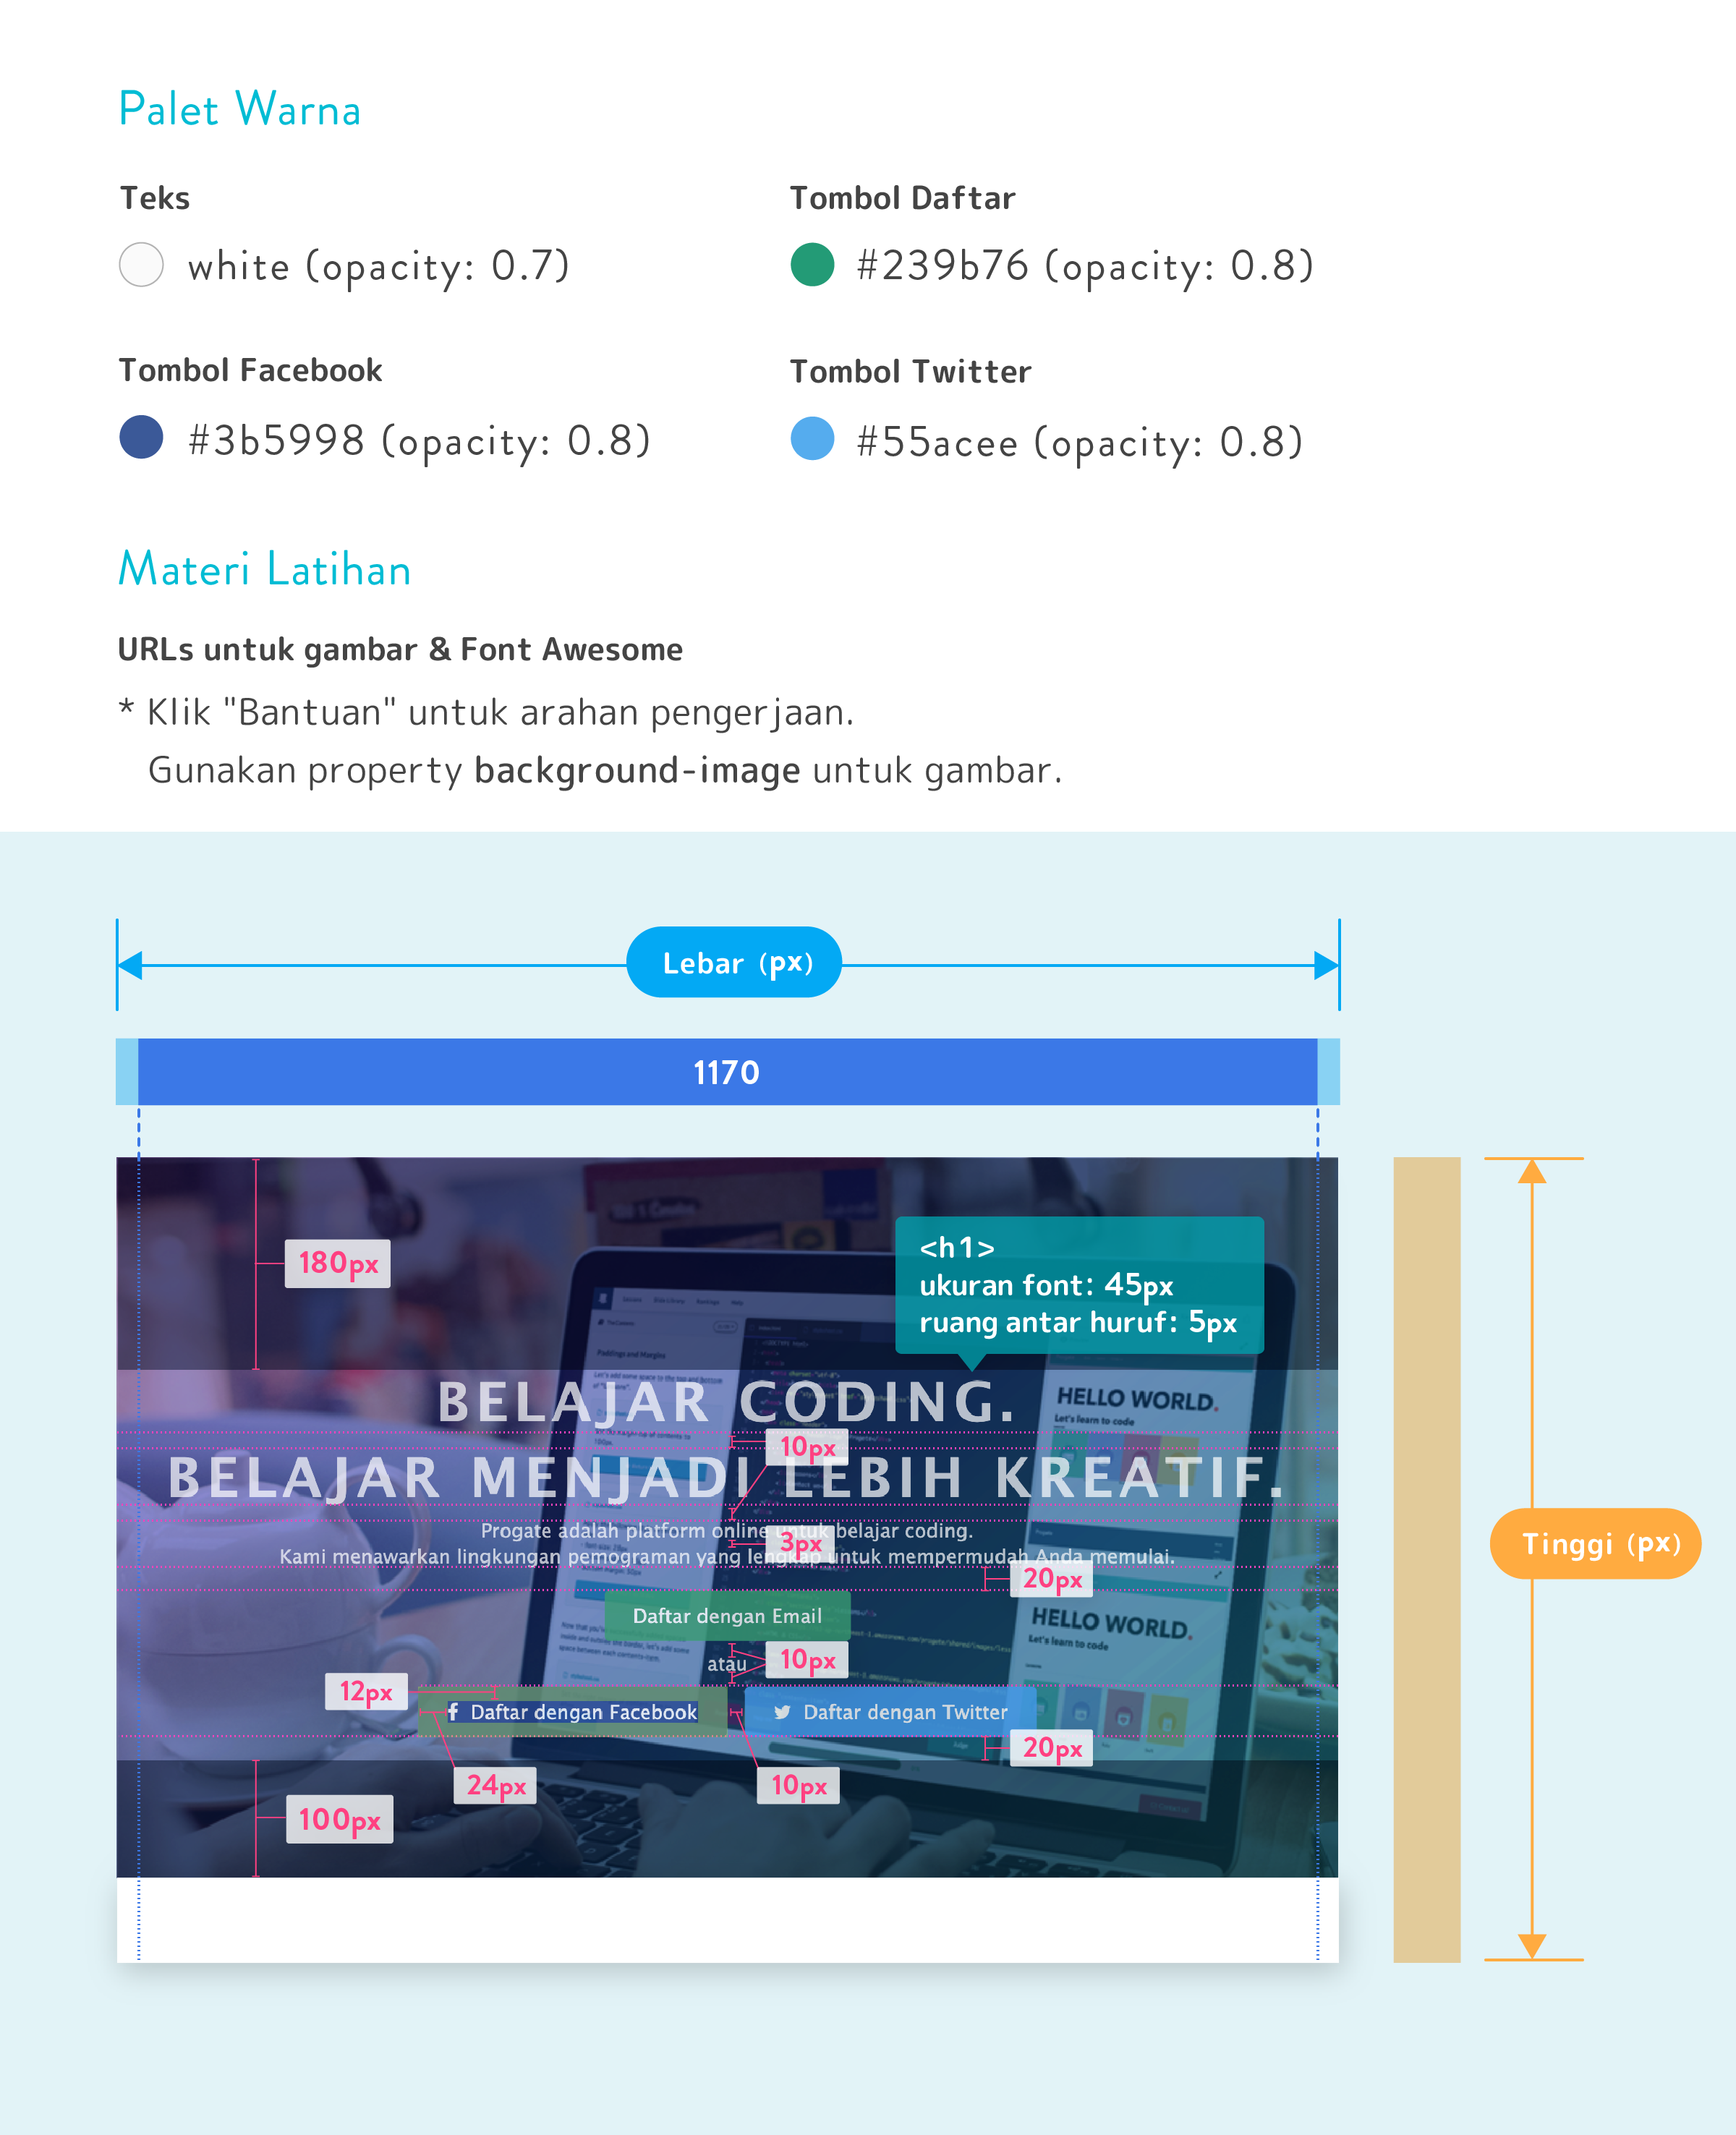 Palet Warna
Teks
white (opacity: 0.7)
Tombol Daftar
#239b76 (opacity: 0.8)
Tombol Facebook
#3b5998 (opacity: 0.8)
Tombol Twitter
#55acee (opacity: 0.8)
Materi Latihan
URLs untuk gambar & Font Awesome
* Klik "Bantuan" untuk arahan pengerjaan.
Gunakan property background-image untuk gambar.
Lebar (px)
1170
180px
<h1>
ukuran font: 45px
ruang antar huruf: 5px
Paddings and Margins
HELLO WORLD.
Let's learn to code
BELAJAR CODING.
10px
BELAJAR MENJADI LEBIH KREATIF.
Progate adalah platform online untuk belajar coding.
3px
Kami menawarkan lingkungan pemograman yang lengkap untuk mempermudah Anda memulai.
20px
Tinggi (px)
HELLO WORLD.
Let's learn to code
Daftar dengan Email
atau
10px
12px
Daftar dengan Facebook
Daftar dengan Twitter
20px
24px
10px
100px